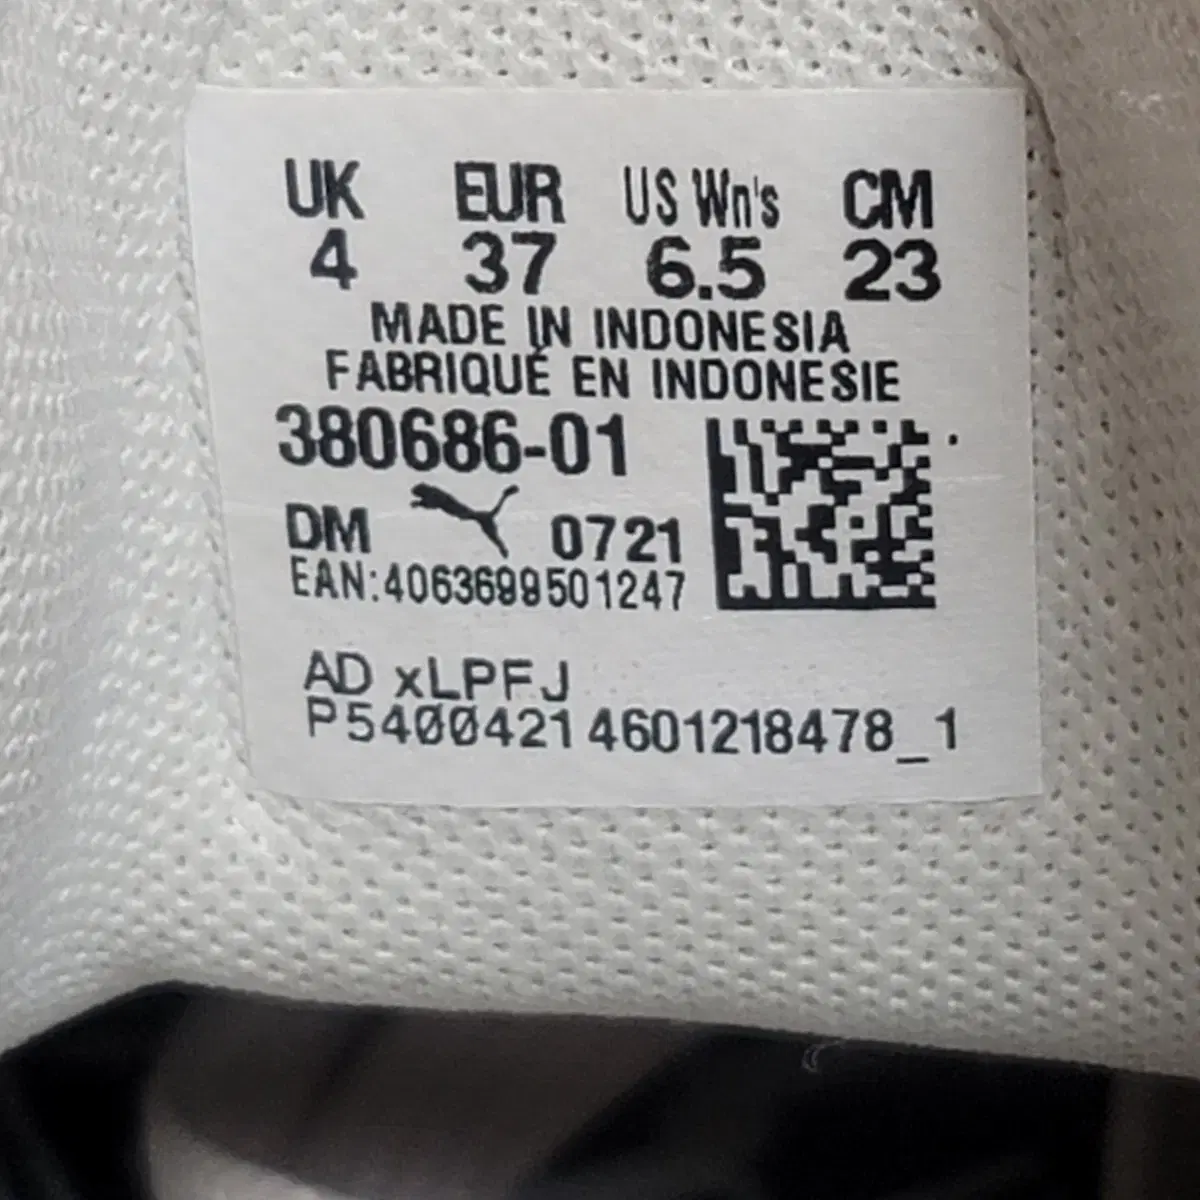 UK EUR US Wn's CM
4 37 6.5 23
MADE IN INDONESIA
FABRIQUÉ EN INDONESIE
380686-01
DM 0721
EAN:4063699501247
AD xLPFJ
P5400421 4601218478_1